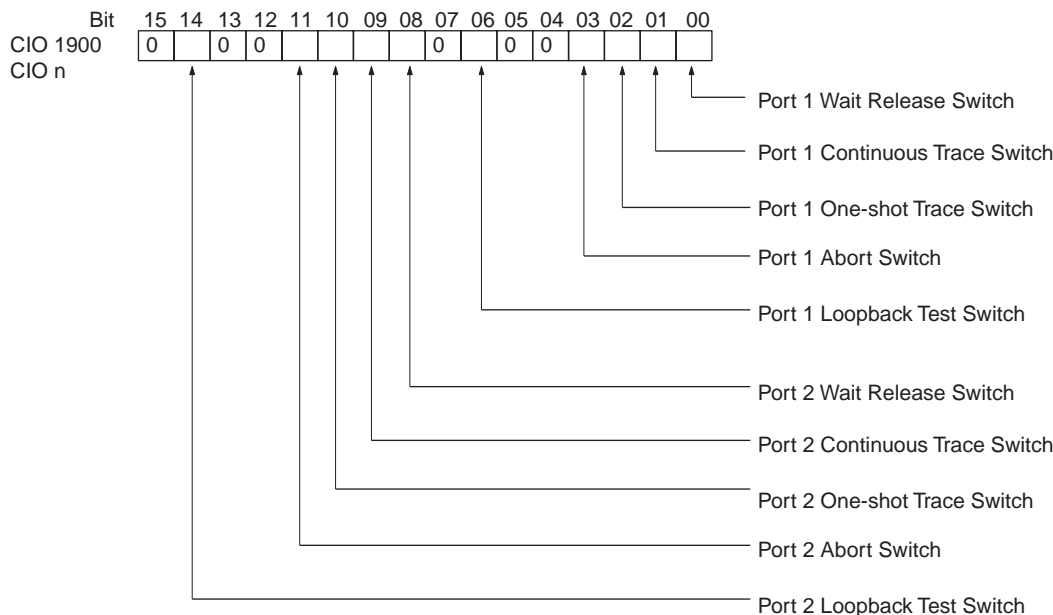 Bit 15 14 13 12 11 10 09 08 07 06 05 04 03 02 01 00
CIO 1900 0 0 0 0 0 0
CIO n
Port 1 Wait Release Switch
Port 1 Continuous Trace Switch
Port 1 One-shot Trace Switch
Port 1 Abort Switch
Port 1 Loopback Test Switch
Port 2 Wait Release Switch
Port 2 Continuous Trace Switch
Port 2 One-shot Trace Switch
Port 2 Abort Switch
Port 2 Loopback Test Switch